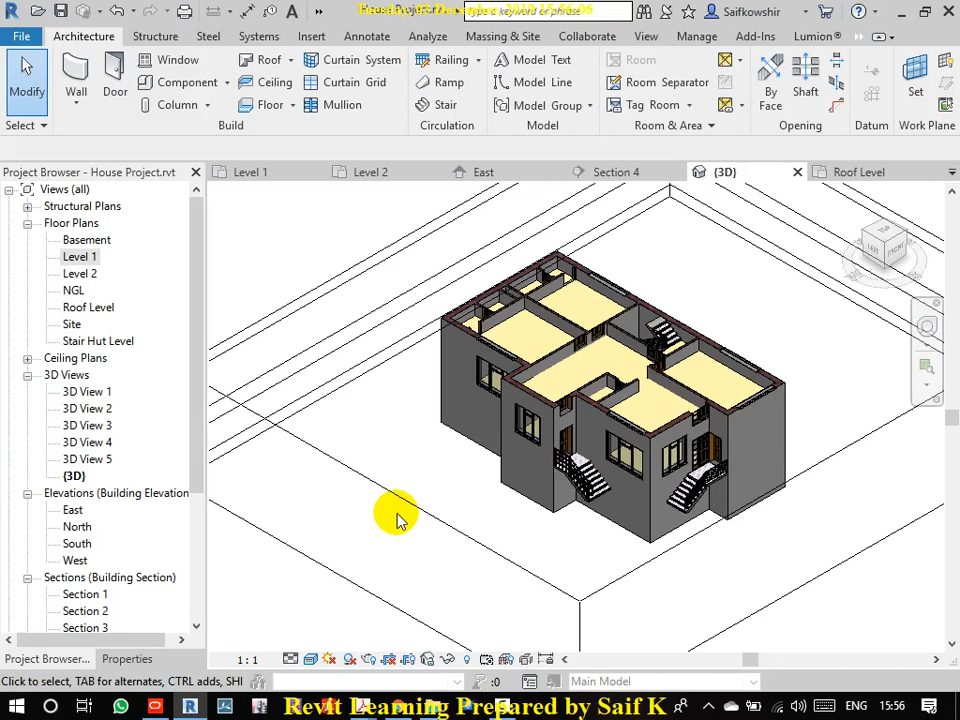 Type a keyword or phrase
Saifkowshir
File
Architecture
Structure
Steel
Systems
Insert
Annotate
Analyze
Massing & Site
Collaborate
View
Manage
Add-Ins
Lumion®
Modify
Wall
Door
Window
Component
Column
Roof
Ceiling
Floor
Curtain System
Curtain Grid
Mullion
Railing
Ramp
Stair
Model Text
Model Line
Model Group
Room
Room Separator
Tag Room
By Face
Shaft
Set
Select
Build
Circulation
Model
Room & Area
Opening
Datum
Work Plane
Project Browser - House Project.rvt
Level 1
Level 2
East
Section 4
{3D}
Roof Level
Views (all)
Structural Plans
Floor Plans
Basement
Level 1
Level 2
NGL
Roof Level
Site
Stair Hut Level
Ceiling Plans
3D Views
3D View 1
3D View 2
3D View 3
3D View 4
3D View 5
{3D}
Elevations (Building Elevation
East
North
South
West
Sections (Building Section)
Section 1
Section 2
Section 3
TOP
LEFT
FRONT
Project Browser...
Properties
1 : 1
Click to select, TAB for alternates, CTRL adds, SHI
:0
Main Model
Revit Learning Prepared by Saif K
ENG
15:56